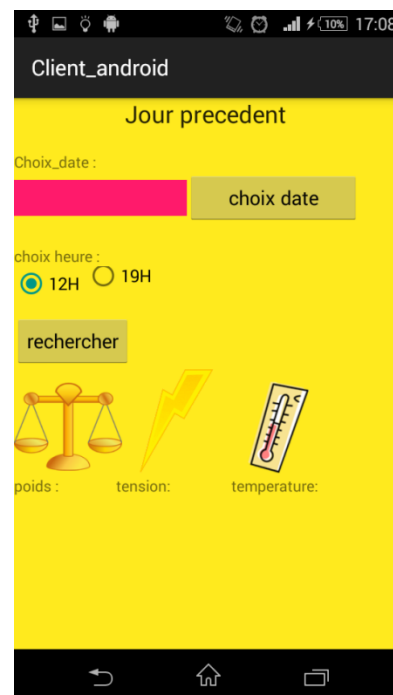 10% 17:08
Client_android
Jour precedent
Choix_date :
choix date
choix heure :
12H 19H
rechercher
poids : tension: temperature: